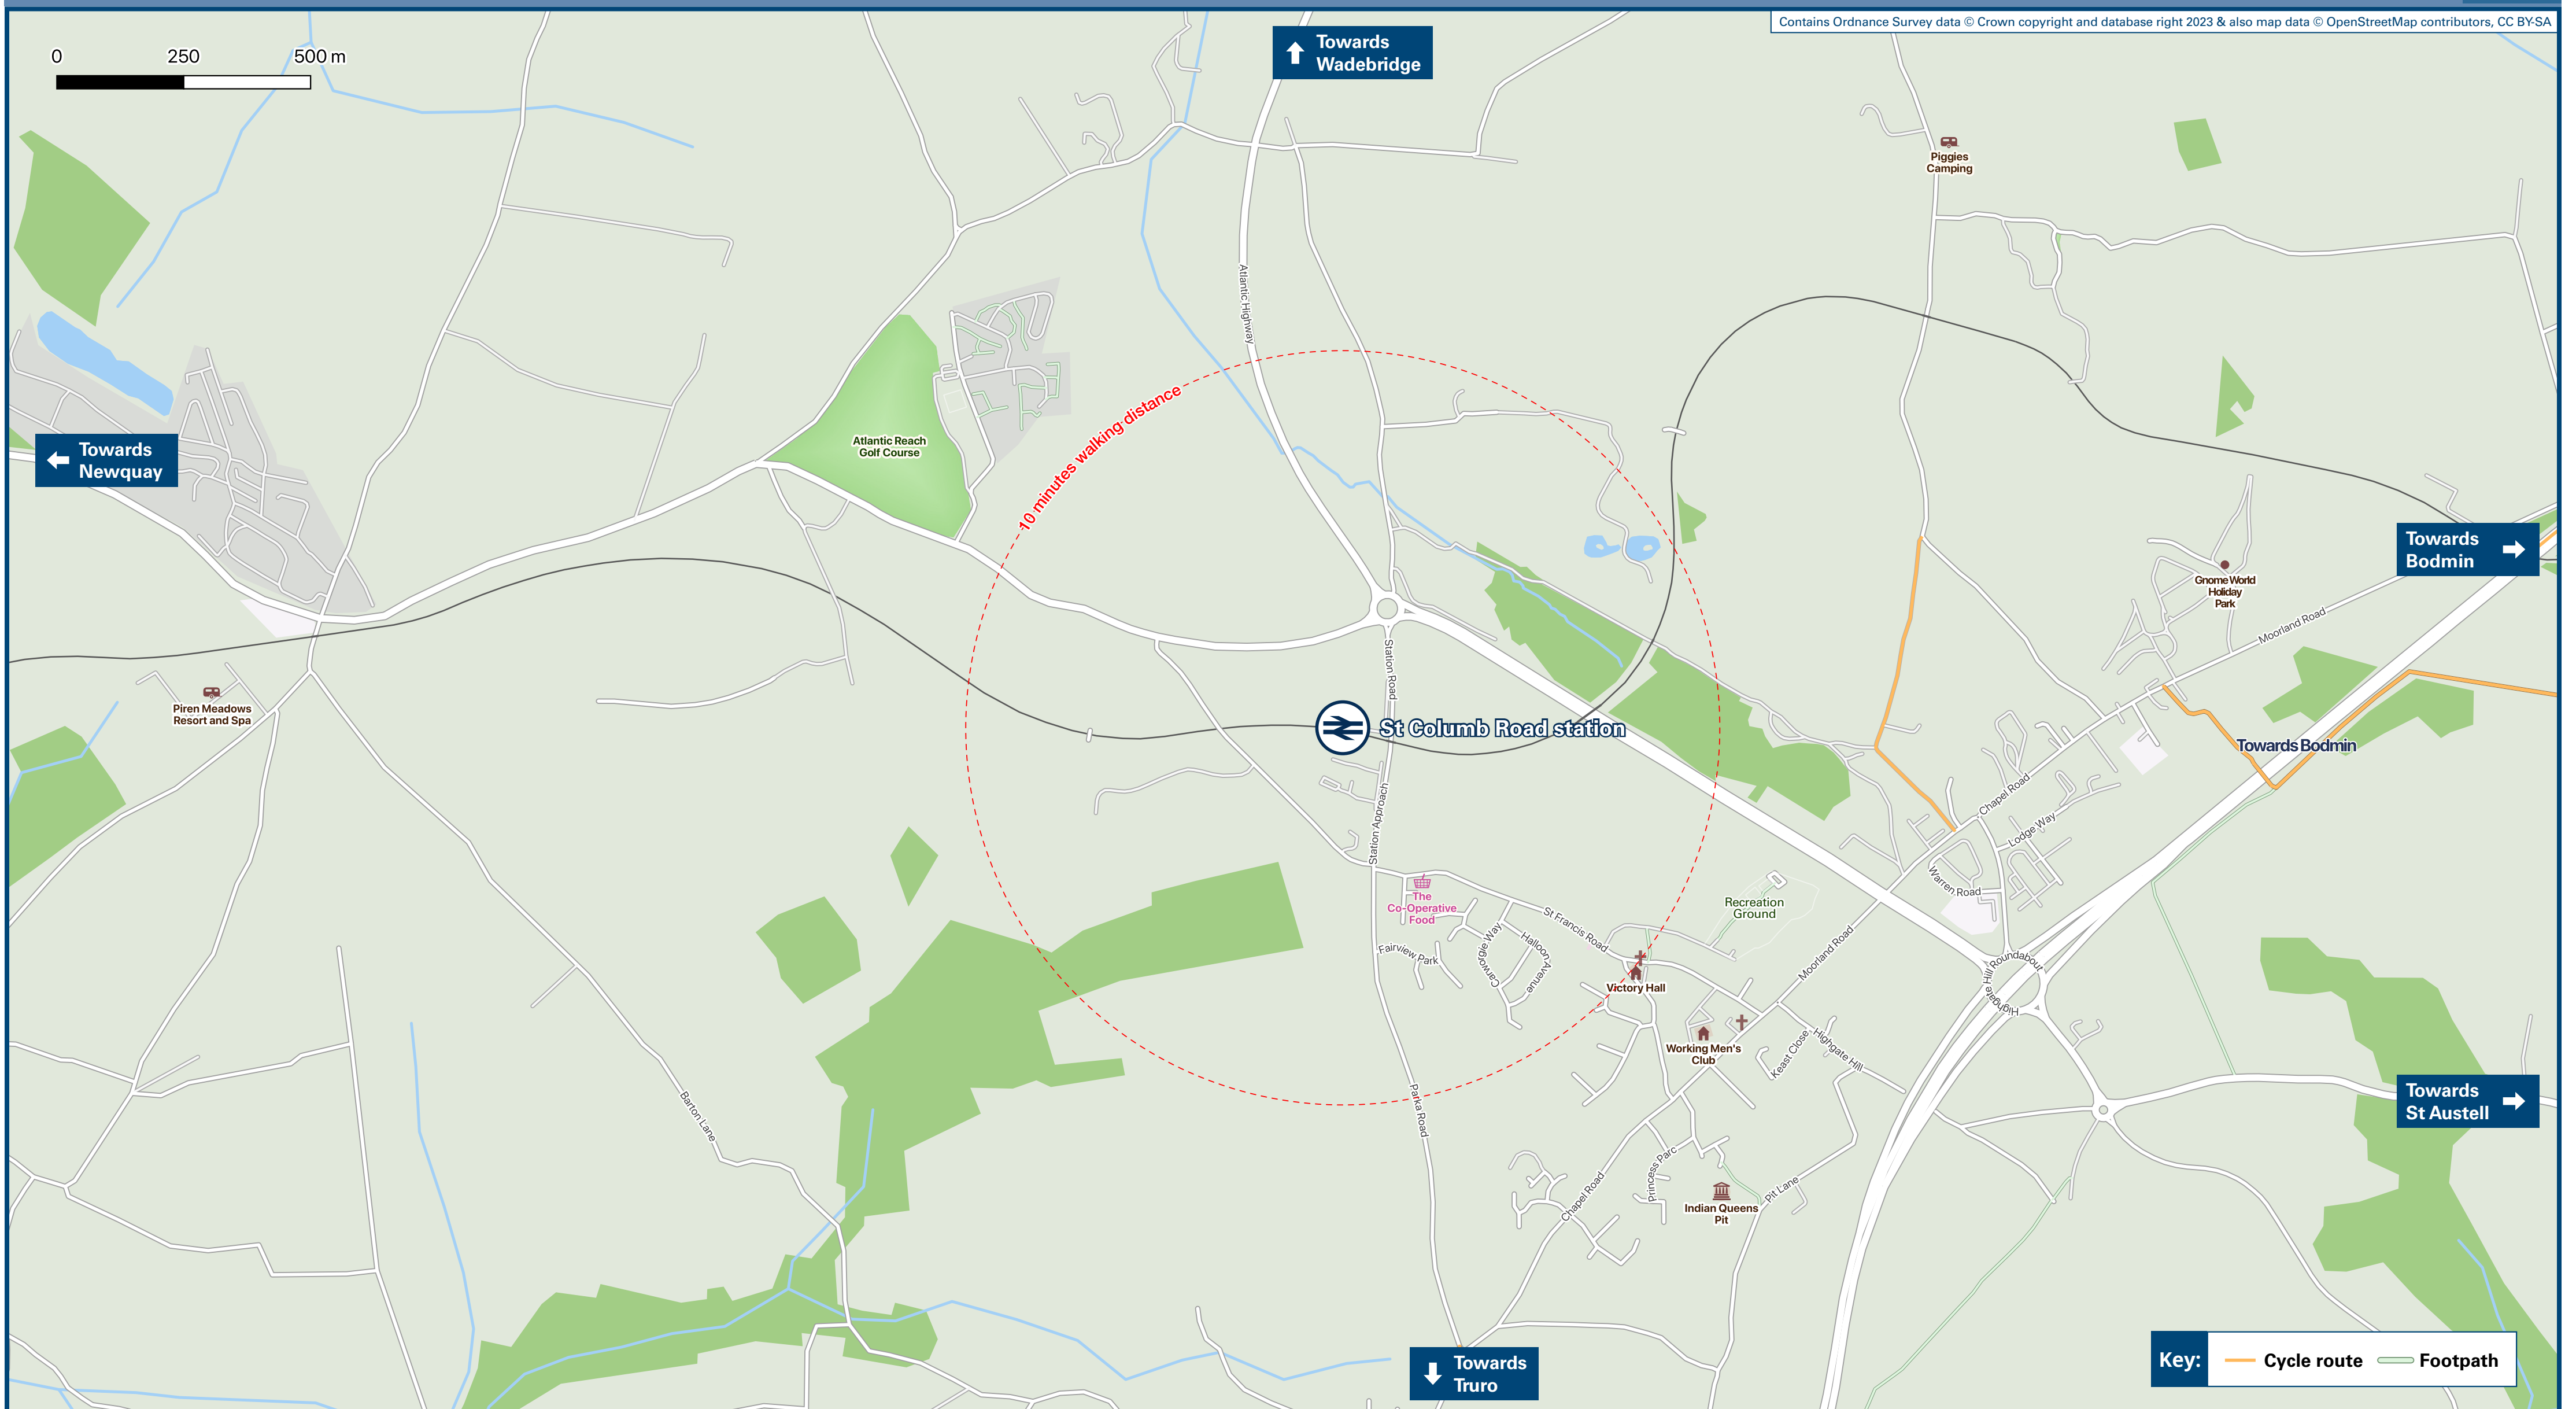 Contains Ordnance Survey data © Crown copyright and database right 2023 & also map data © OpenStreetMap contributors, CC BY-SA
0 250 500 m
Towards
Wadebridge
Piggies
Camping
Atlantic Highway
10 minutes walking distance
Atlantic Reach
Golf Course
Towards
Newquay
Towards
Bodmin
Gnome World
Holiday
Park
Moorland Road
Station Road
Piren Meadows
Resort and Spa
St Columb Road station
Towards Bodmin
Chapel Road
Lodge Way
Station Approach
Warren Road
The
Co-Operative
Food
Recreation
Ground
St Francis Road
Fairview Park
Carworgie Way
Halloon Avenue
Moorland Road
Victory Hall
Highgate Hill Roundabout
Working Men's
Club
Keast Close
Highgate Hill
Barton Lane
Parka Road
Towards
St Austell
Princess Parc
Chapel Road
Pit Lane
Indian Queens
Pit
Towards
Truro
Key: Cycle route Footpath